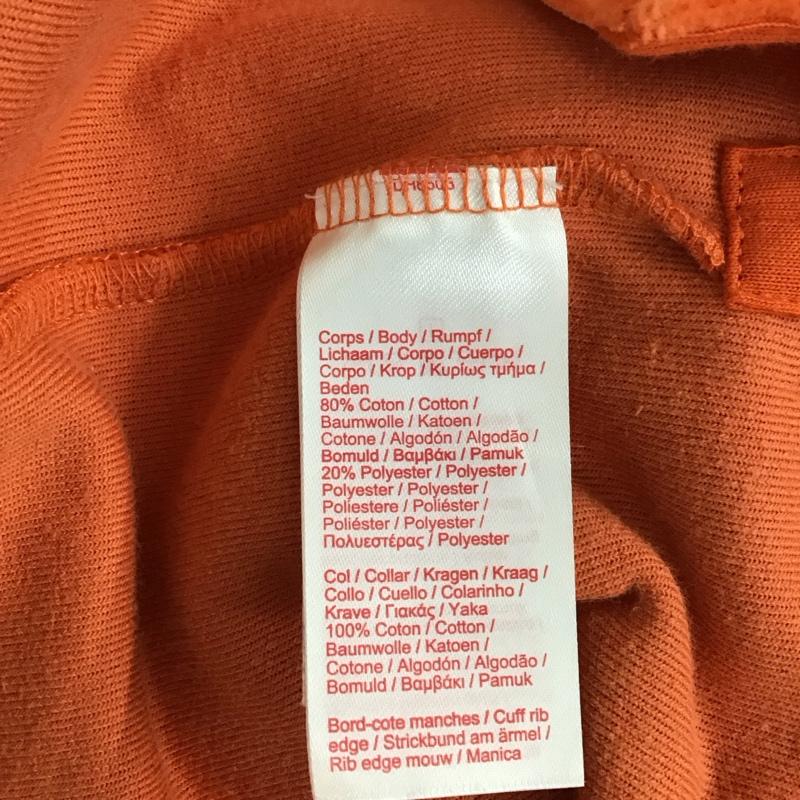 Corps / Body / Rumpf /
Lichaam / Corpo / Cuerpo /
Corpo / Krop / Κυρίως τμήμα /
Beden
80% Coton / Cotton /
Baumwolle / Katoen /
Cotone / Algodón / Algodão /
Bomuld / Βαμβάκι / Pamuk
20% Polyester / Polyester /
Polyester / Polyester /
Poliestere / Poliéster /
Poliéster / Polyester /
Πολυεστέρας / Polyester
Col / Collar / Kragen / Kraag /
Collo / Cuello / Colarinho /
Krave / Γιακάς / Yaka
100% Coton / Cotton /
Baumwolle / Katoen /
Cotone / Algodón / Algodão /
Bomuld / Βαμβάκι / Pamuk
Bord-cote manches / Cuff rib
edge / Strickbund am ärmel /
Rib edge mouw / Manica